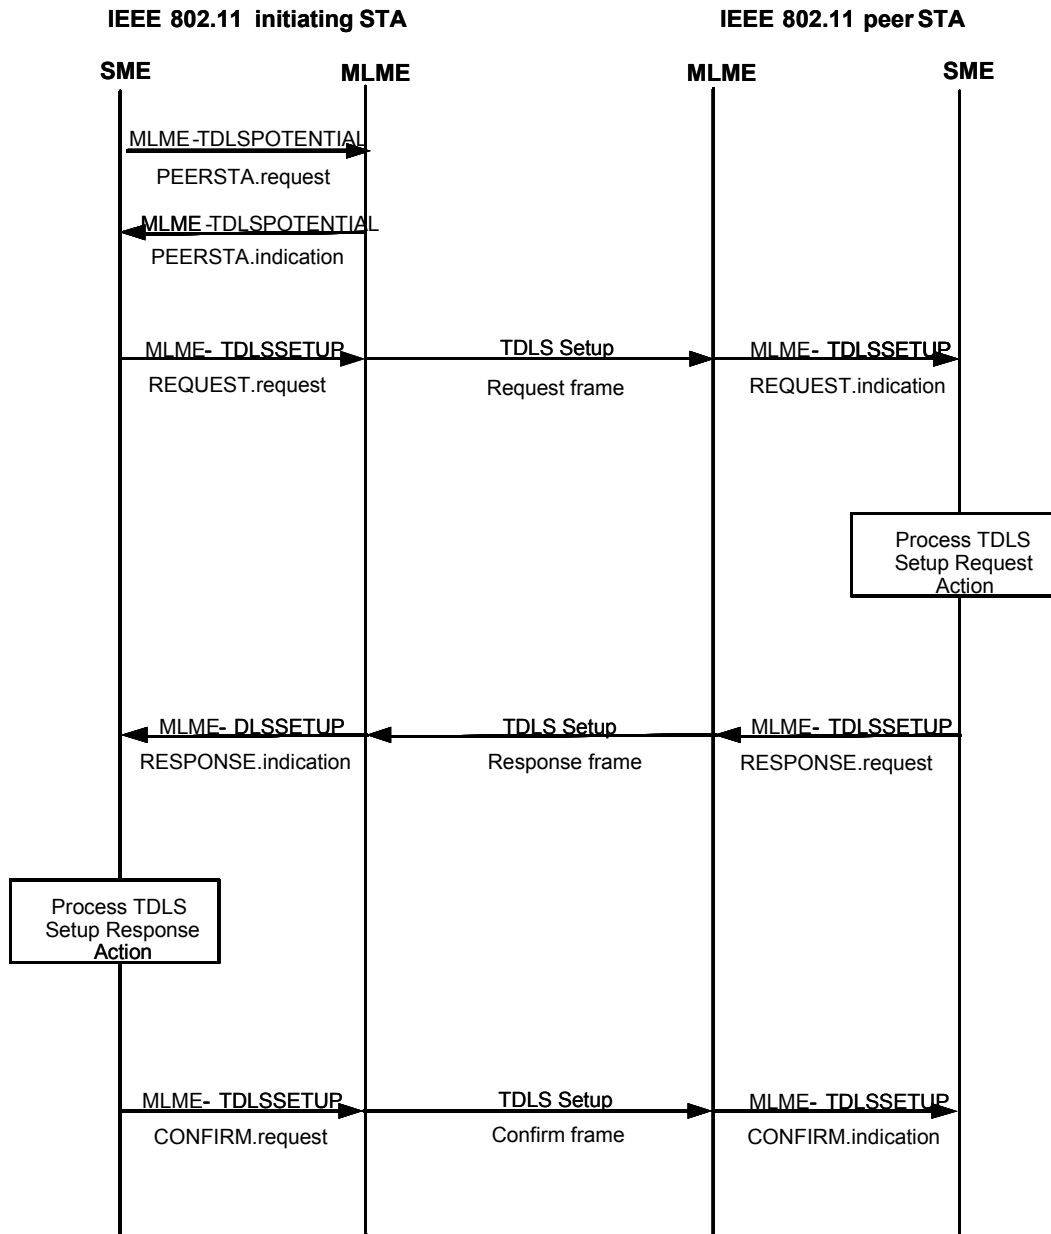 IEEE 802.11 initiating STA
IEEE 802.11 peer STA
SME
MLME
MLME
SME
MLME-TDLSPOTENTIAL
PEERSTA.request
MLME-TDLSPOTENTIAL
PEERSTA.indication
MLME- TDLSSETUP
REQUEST.request
TDLS Setup
Request frame
MLME- TDLSSETUP
REQUEST.indication
Process TDLS
Setup Request
Action
MLME- DLSSETUP
RESPONSE.indication
TDLS Setup
Response frame
MLME- TDLSSETUP
RESPONSE.request
Process TDLS
Setup Response
Action
MLME- TDLSSETUP
CONFIRM.request
TDLS Setup
Confirm frame
MLME- TDLSSETUP
CONFIRM.indication